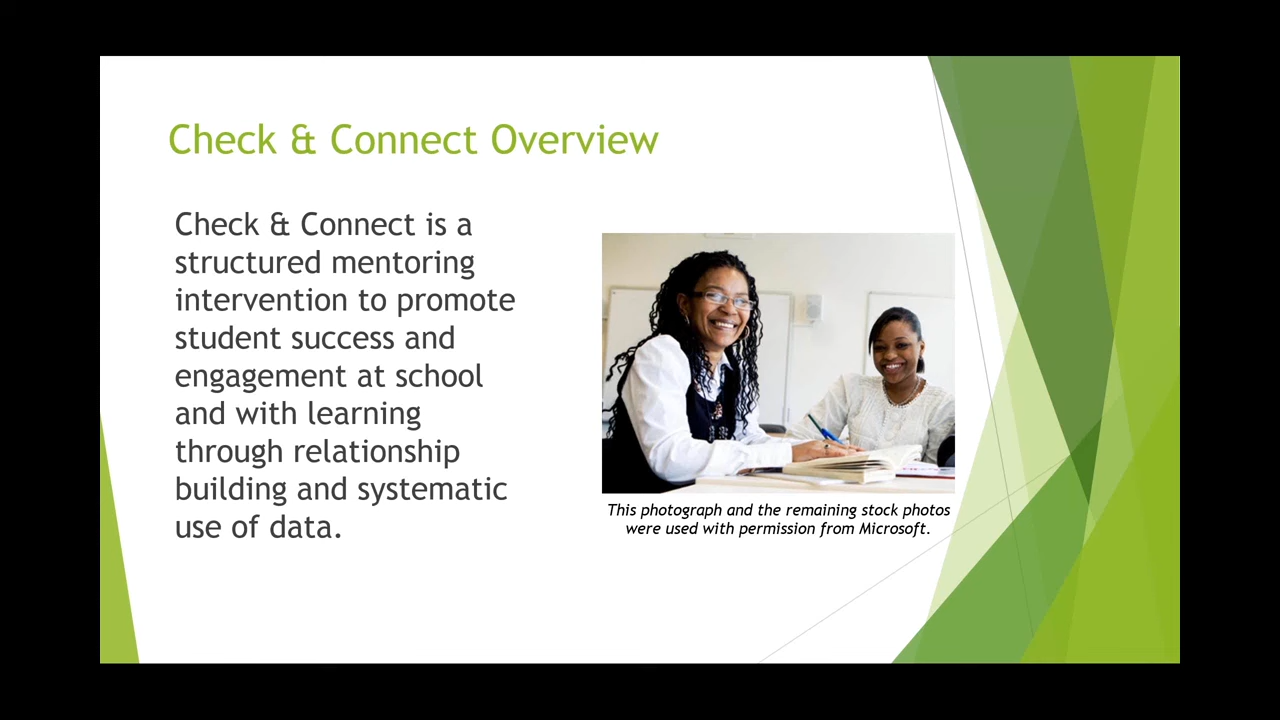 Check & Connect Overview
Check & Connect is a
structured mentoring
intervention to promote
student success and
engagement at school
and with learning
through relationship
building and systematic
use of data.
This photograph and the remaining stock photos
were used with permission from Microsoft.